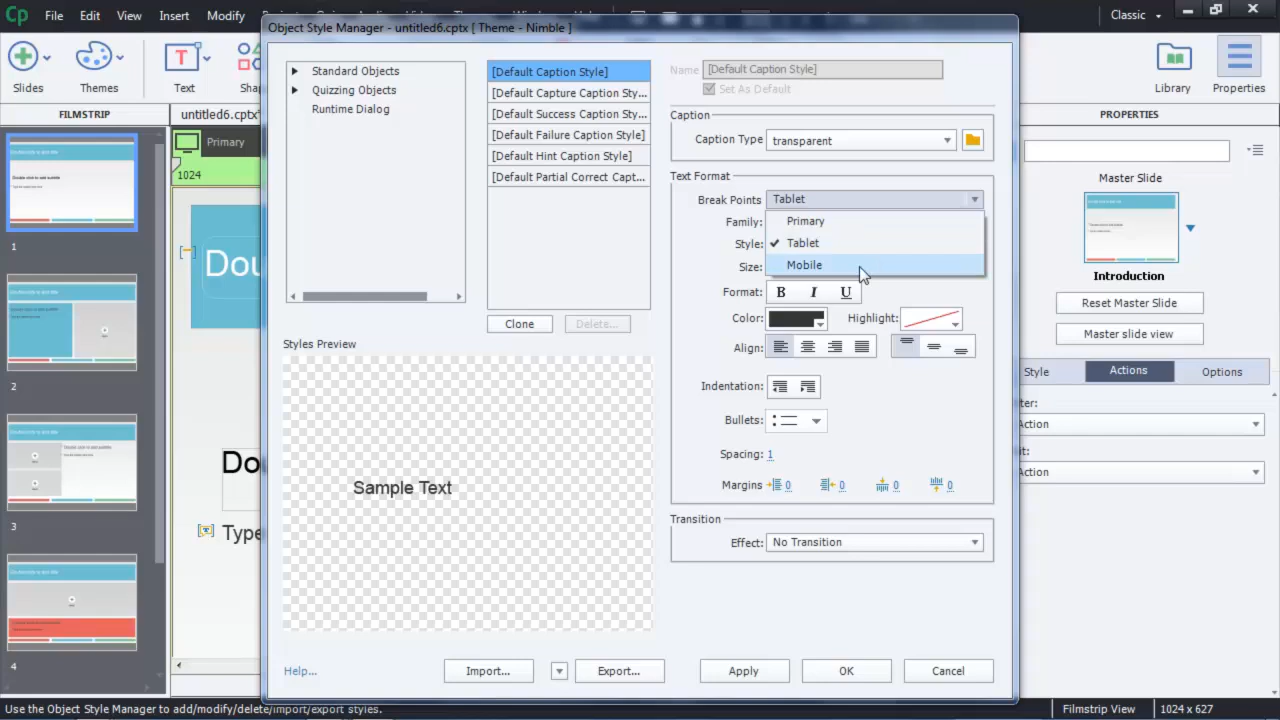 Cp File Edit View Insert Modify
Classic
Object Style Manager - untitled6.cptx [ Theme - Nimble ]
Slides
Themes
Text
Library
Properties
FILMSTRIP
untitled6.cptx
PROPERTIES
Primary
1024
1
2
3
4
Standard Objects
Quizzing Objects
Runtime Dialog
[Default Caption Style]
[Default Capture Caption Sty...
[Default Success Caption Sty...
[Default Failure Caption Style]
[Default Hint Caption Style]
[Default Partial Correct Capt...
Clone
Delete...
Styles Preview
Sample Text
Name [Default Caption Style]
Set As Default
Caption
Caption Type transparent
Text Format
Break Points Tablet
Family:
Style:
Size:
Primary
Tablet
Mobile
Format: B I U
Color:
Highlight:
Align:
Indentation:
Bullets:
Spacing: 1
Margins 0 0 0 0
Transition
Effect: No Transition
Help...
Import...
Export...
Apply
OK
Cancel
Master Slide
Introduction
Reset Master Slide
Master slide view
Style
Actions
Options
Action
Action
Dou
Dou
Type
Use the Object Style Manager to add/modify/delete/import/export styles.
Filmstrip View
1024 x 627